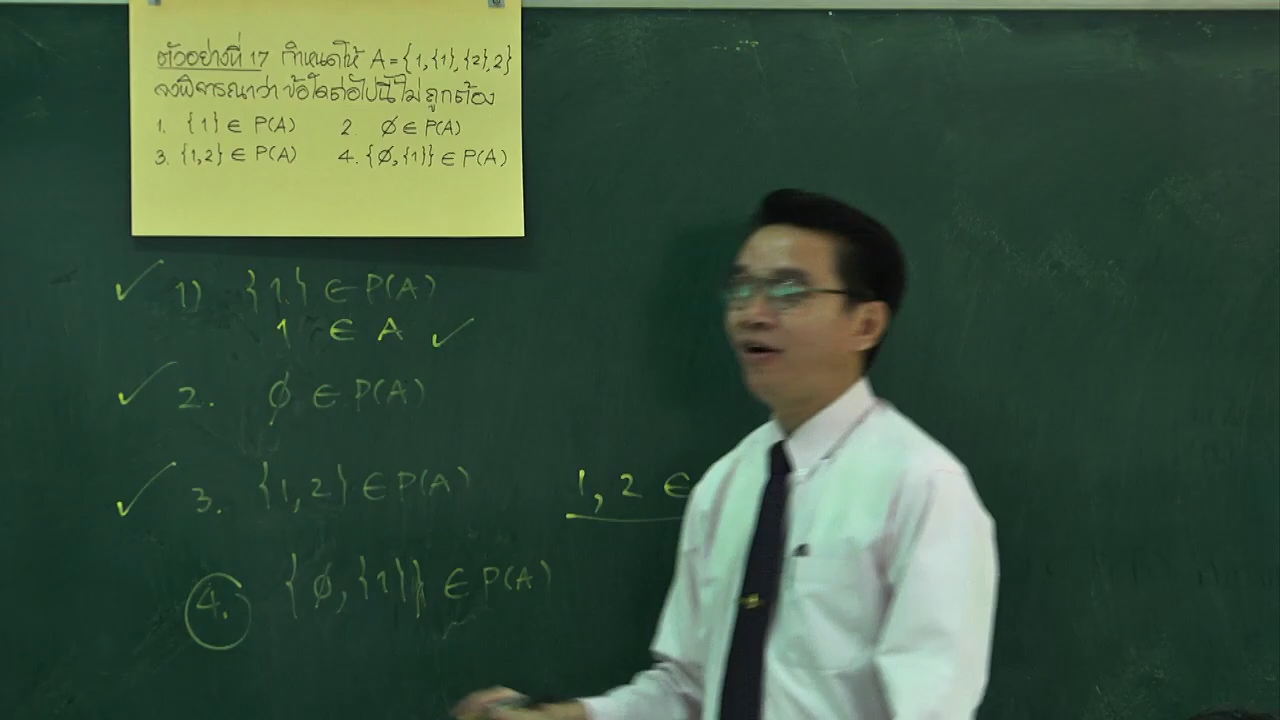 ตัวอย่างที่ 17 กำหนดให้ A = {1, {1}, {2}, 2}
จงพิจารณาว่า ข้อใดต่อไปนี้ไม่ถูกต้อง
1. {1} ∈ P(A) 2. ∅ ∈ P(A)
3. {1,2} ∈ P(A) 4. {∅, {1}} ∈ P(A)
✓ 1) {1} ∈ P(A)
1 ∈ A ✓
✓ 2. ∅ ∈ P(A)
✓ 3. {1,2} ∈ P(A) 1, 2 ∈
4. {∅, {1}} ∈ P(A)